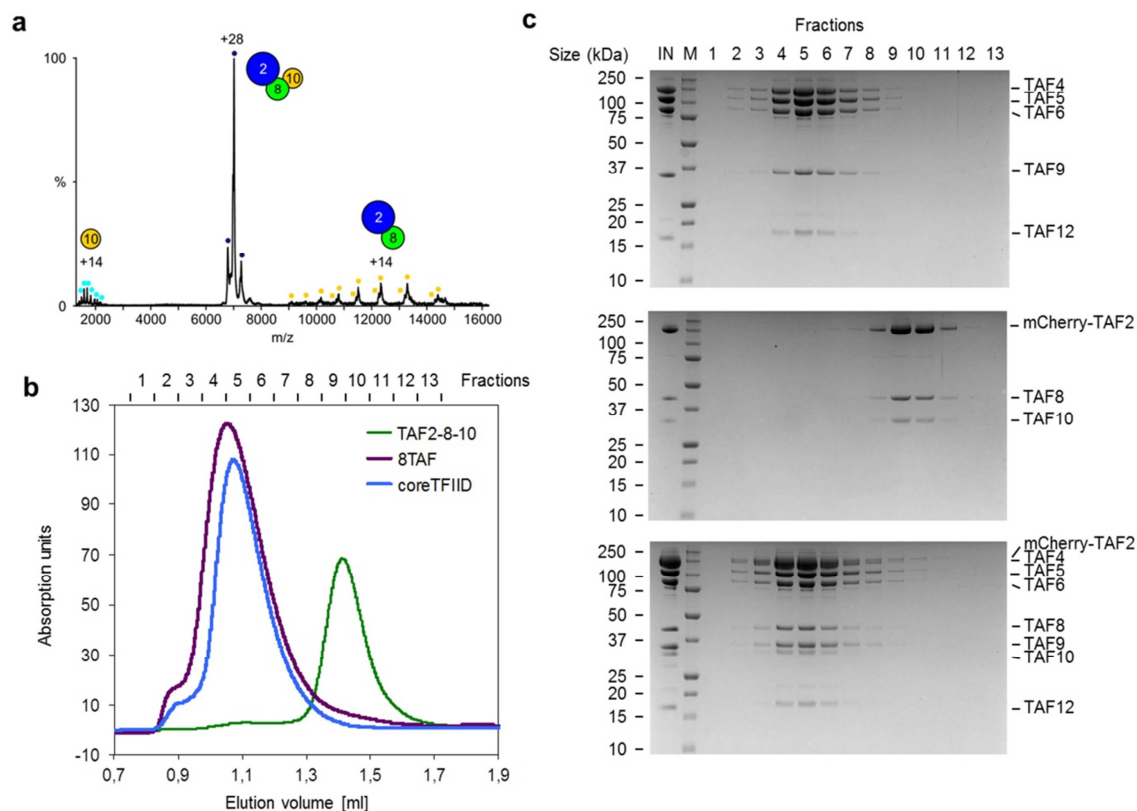 a
100
%
0
+28
2
8
10
10
+14
2
8
+14
2000 4000 6000 8000 10000 12000 14000 16000
m/z
b
1 2 3 4 5 6 7 8 9 10 11 12 13 Fractions
130
110
90
70
50
30
10
-10
Absorption units
TAF2-8-10
8TAF
coreTFIID
0,7 0,9 1,1 1,3 1,5 1,7 1,9
Elution volume [ml]
c
Fractions
Size (kDa) IN M 1 2 3 4 5 6 7 8 9 10 11 12 13
250
100
75
50
37
25
20
15
10
TAF4
TAF5
TAF6
TAF9
TAF12
250
100
75
50
37
25
20
15
10
mCherry-TAF2
TAF8
TAF10
250
100
75
50
37
25
20
15
10
mCherry-TAF2
TAF4
TAF5
TAF6
TAF8
TAF9
TAF10
TAF12